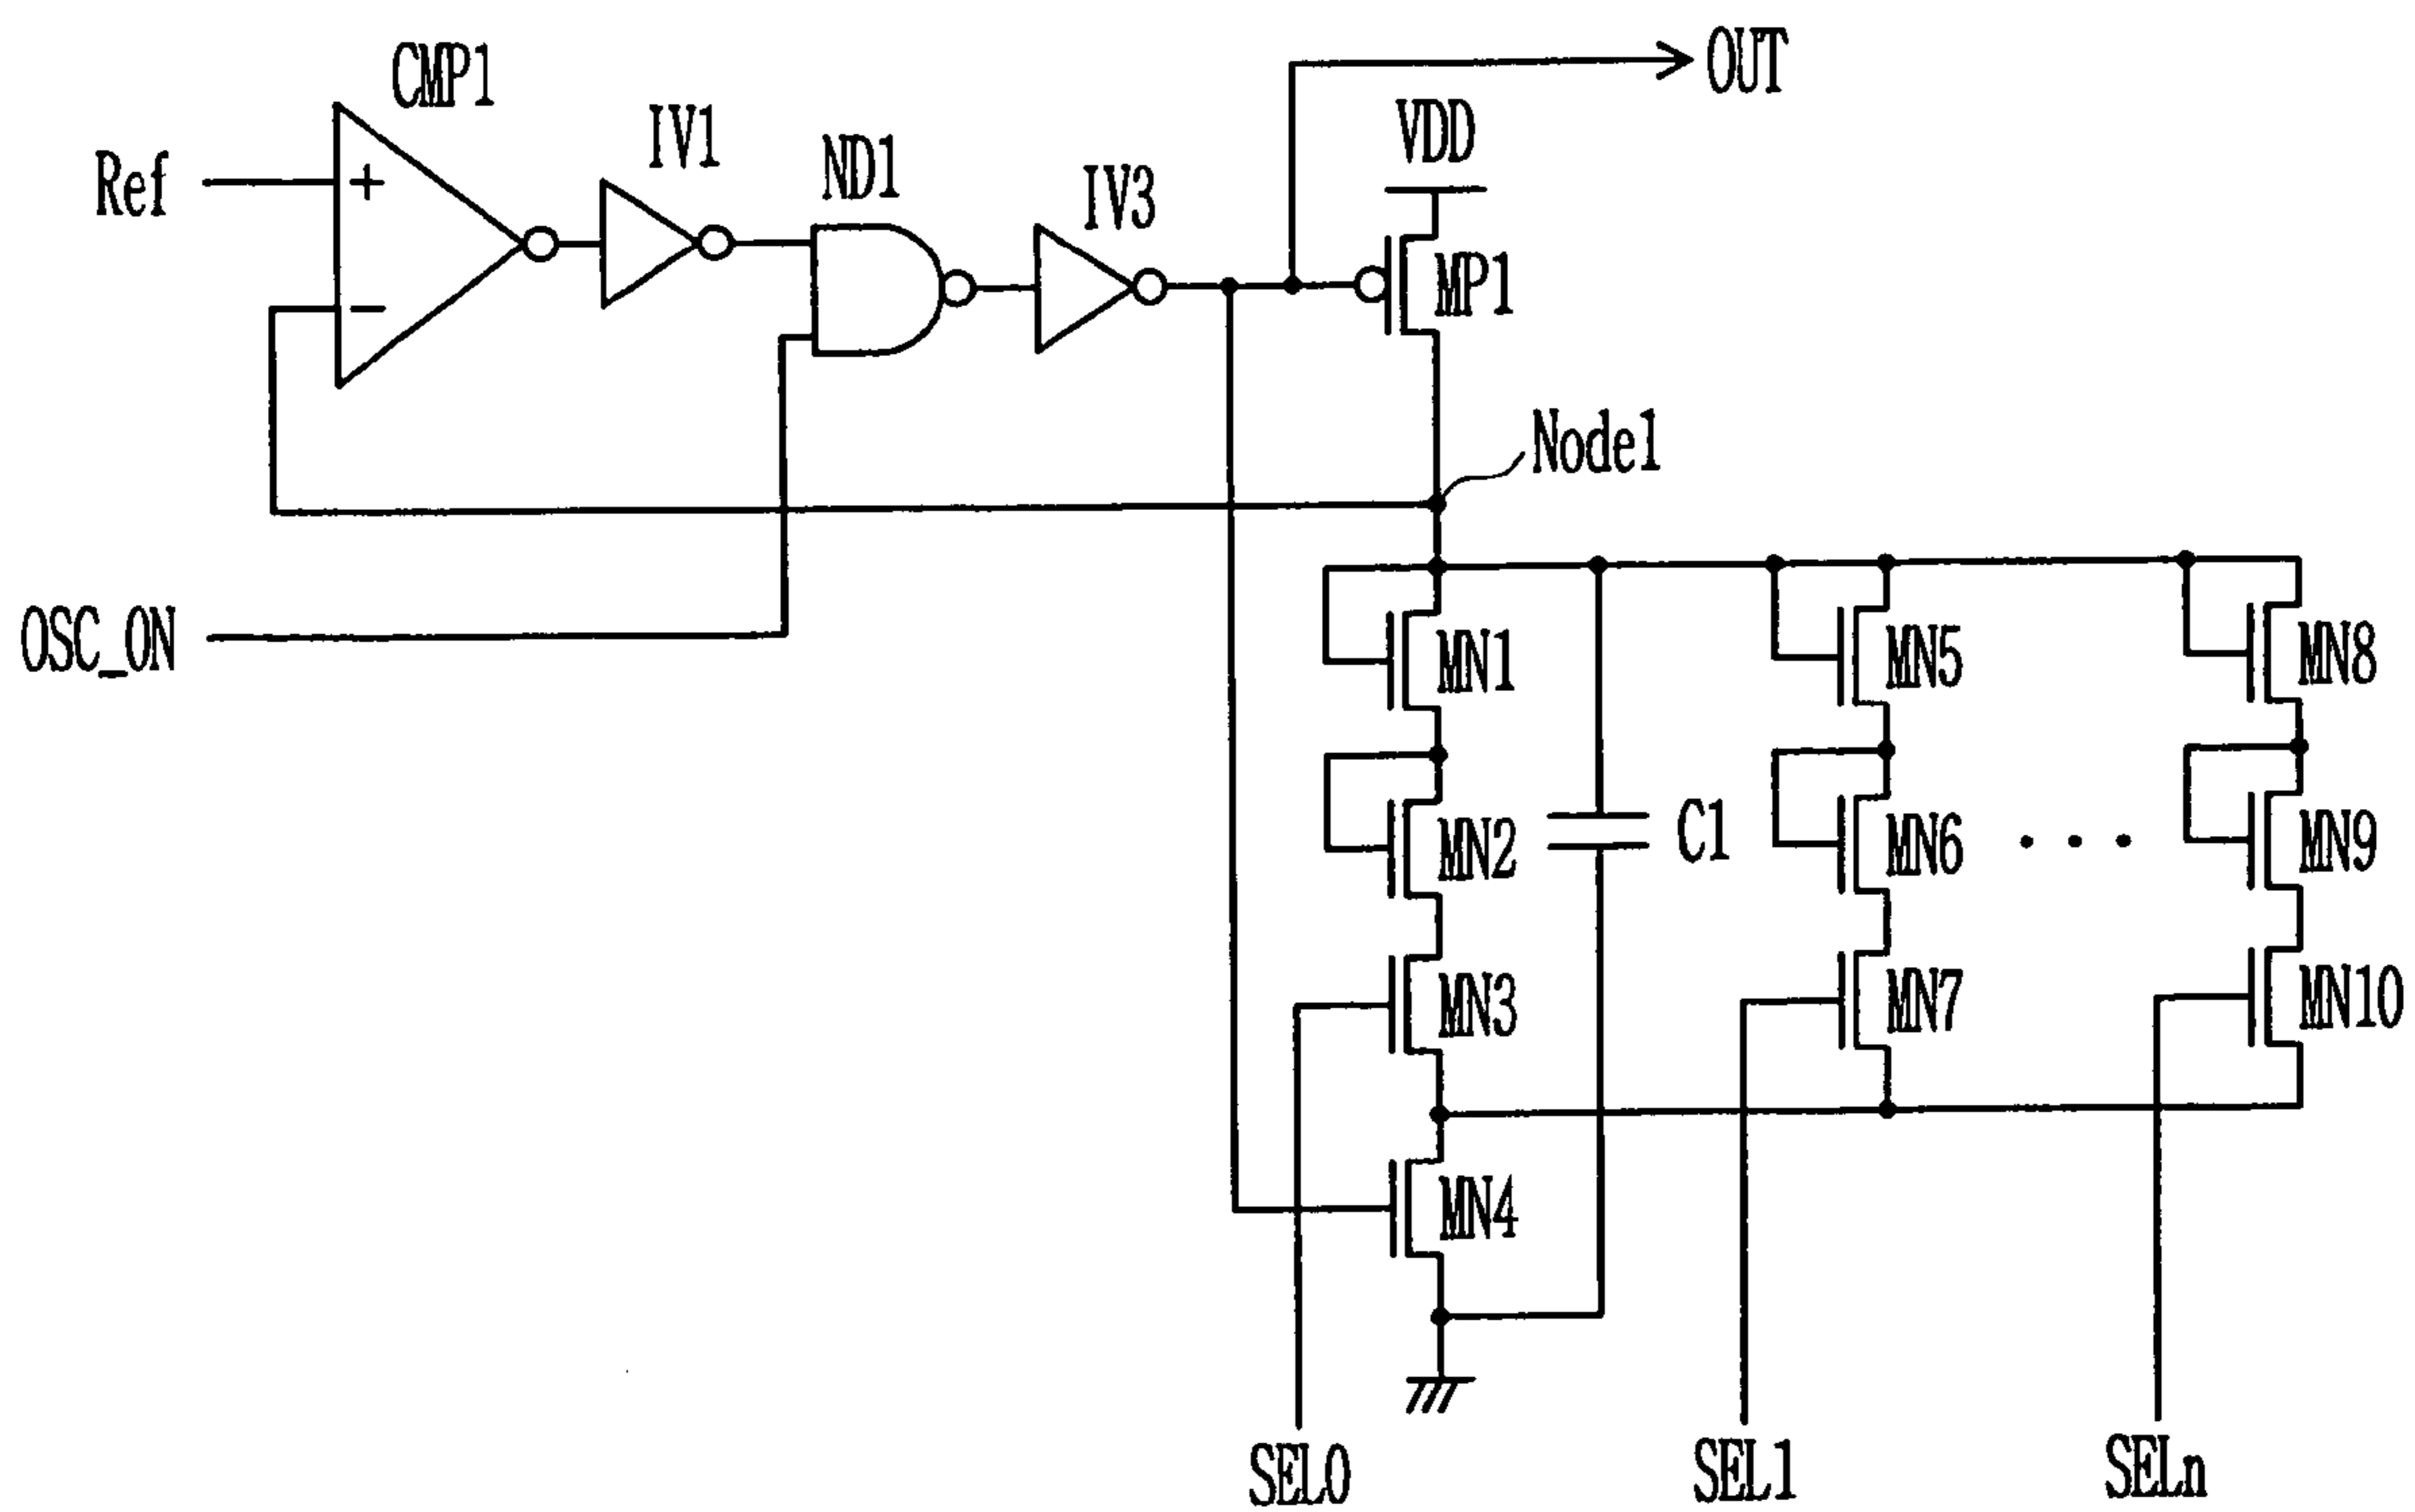 OUT
CMP1
VDD
IV1
ND1
Ref
+
IV3
MP1
−
Node1
OSC_ON
MN1
MN5
MN8
MN2
C1
MN6
. . .
MN9
MN3
MN7
MN10
MN4
SEL0
SEL1
SELn